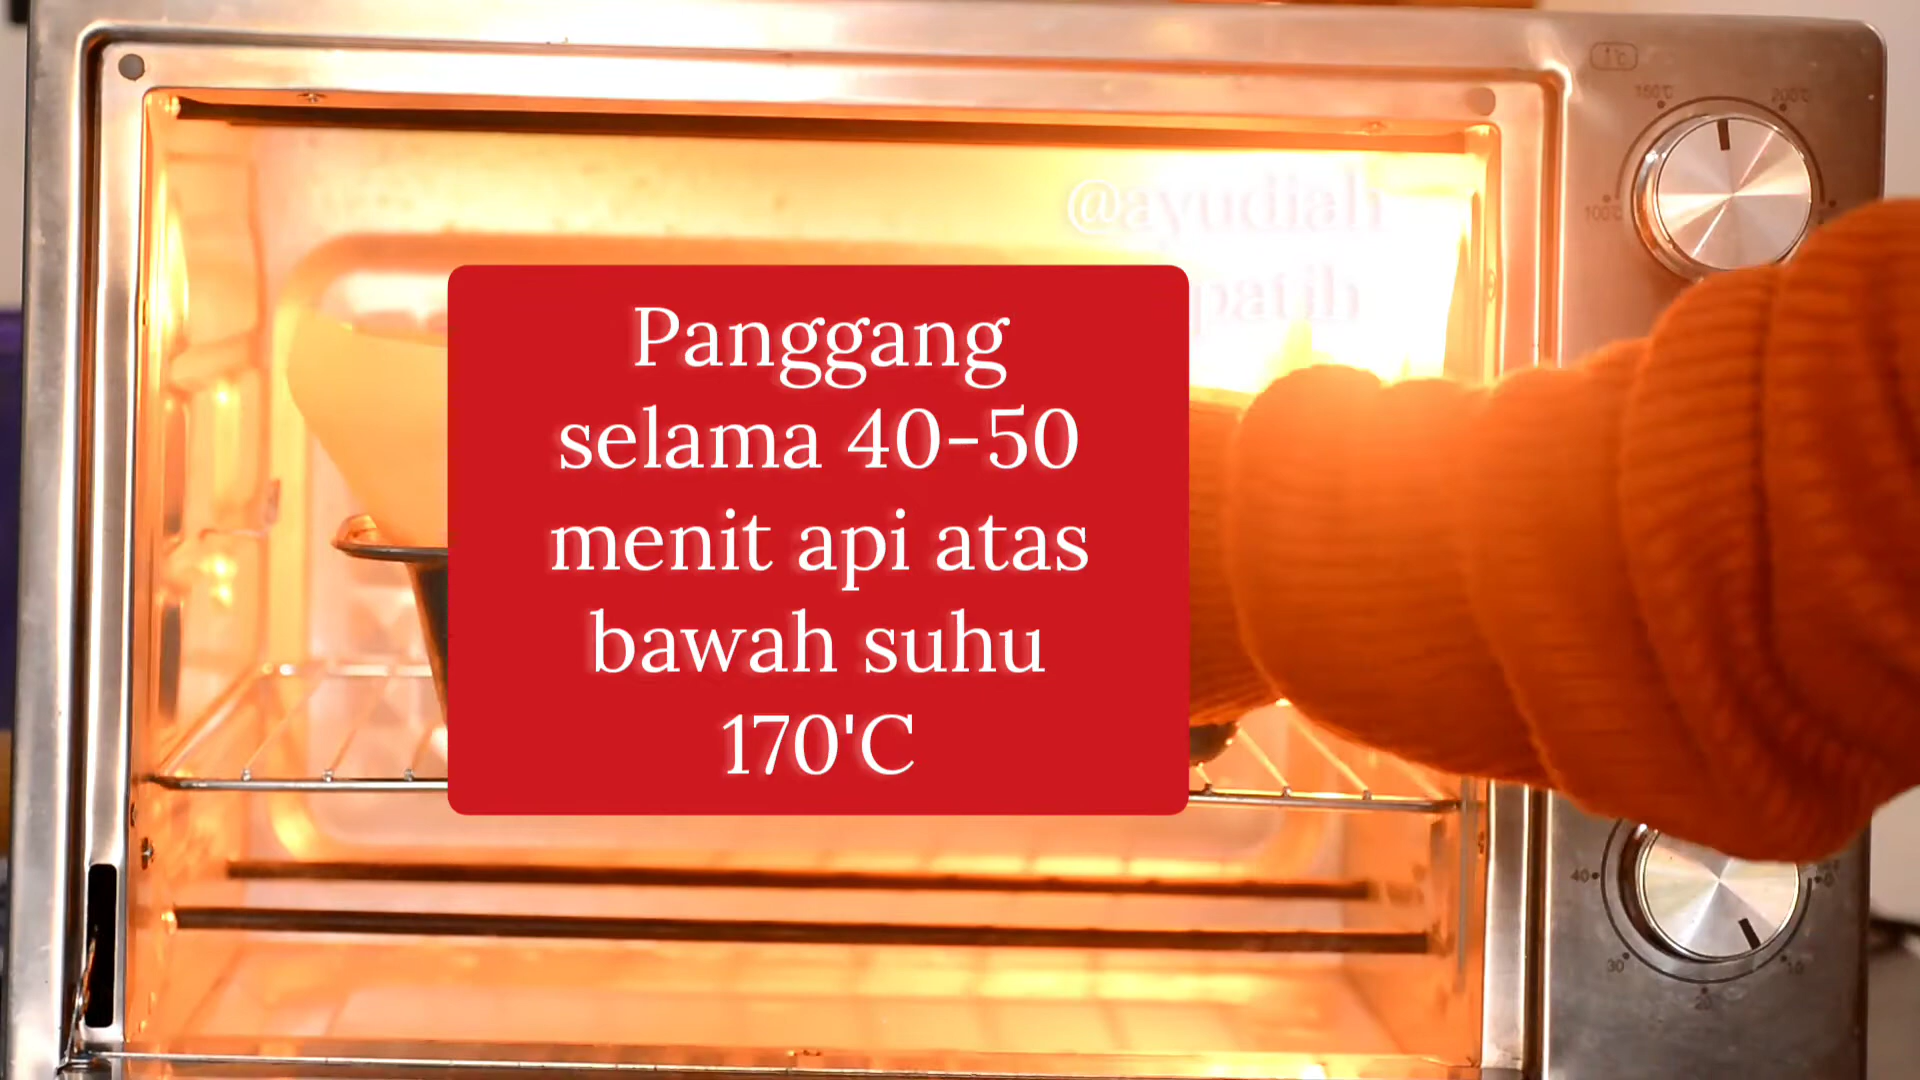 @ayudiah
patih
Panggang
selama 40-50
menit api atas
bawah suhu
170'C
150°C
200°C
100°C
40
30
20
10